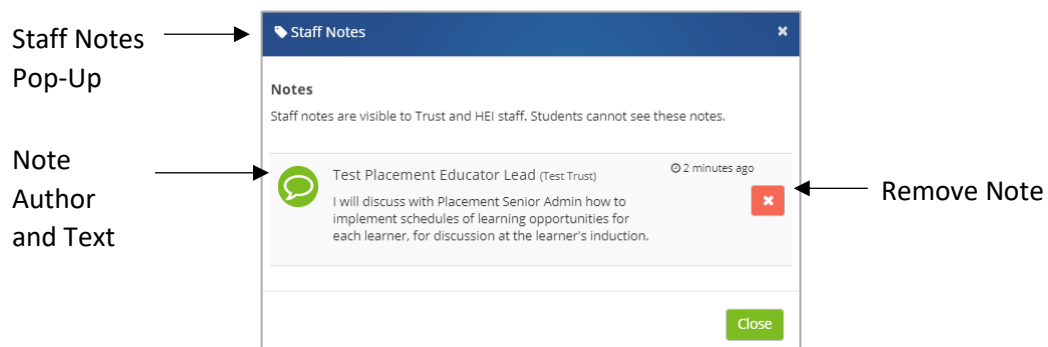 Staff Notes
Pop-Up
Staff Notes
Notes
Staff notes are visible to Trust and HEI staff. Students cannot see these notes.
Note
Author
and Text
Test Placement Educator Lead (Test Trust)
2 minutes ago
I will discuss with Placement Senior Admin how to
implement schedules of learning opportunities for
each learner, for discussion at the learner's induction.
Remove Note
Close